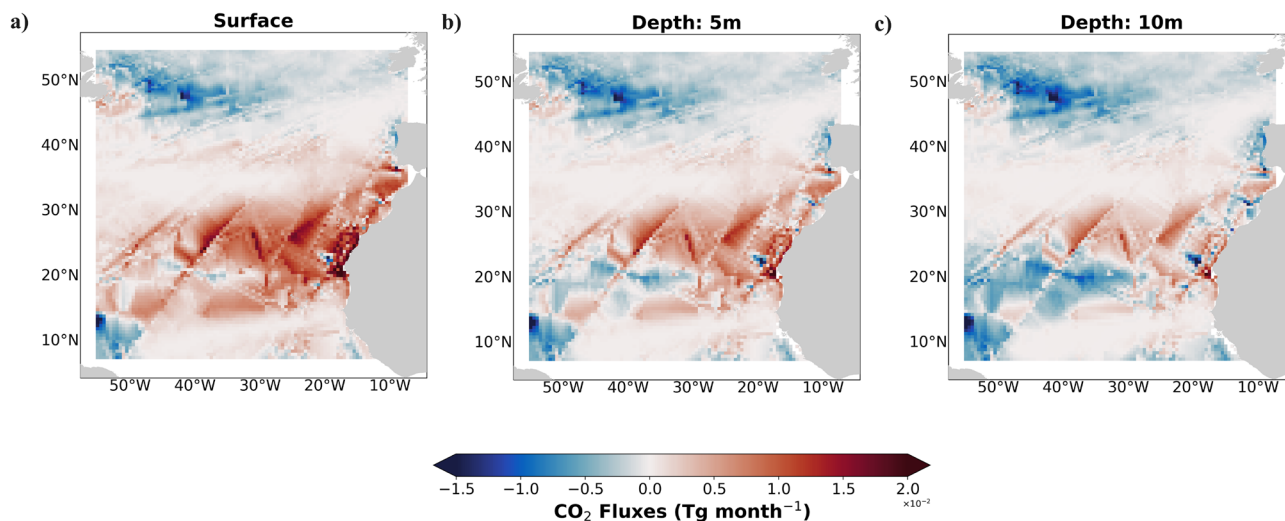 a) Surface
b) Depth: 5m
c) Depth: 10m
50°N
40°N
30°N
20°N
10°N
50°W 40°W 30°W 20°W 10°W
50°N
40°N
30°N
20°N
10°N
50°W 40°W 30°W 20°W 10°W
50°N
40°N
30°N
20°N
10°N
50°W 40°W 30°W 20°W 10°W
−1.5 −1.0 −0.5 0.0 0.5 1.0 1.5 2.0
×10⁻²
CO₂ Fluxes (Tg month⁻¹)